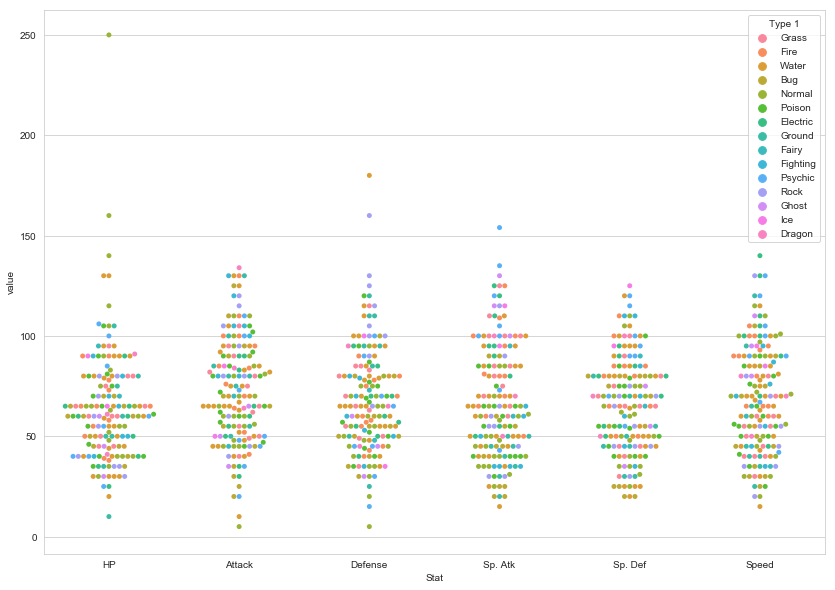 Type 1
Grass
Fire
Water
Bug
Normal
Poison
Electric
Ground
Fairy
Fighting
Psychic
Rock
Ghost
Ice
Dragon
250
200
150
100
50
0
value
HP Attack Defense Sp. Atk Sp. Def Speed
Stat